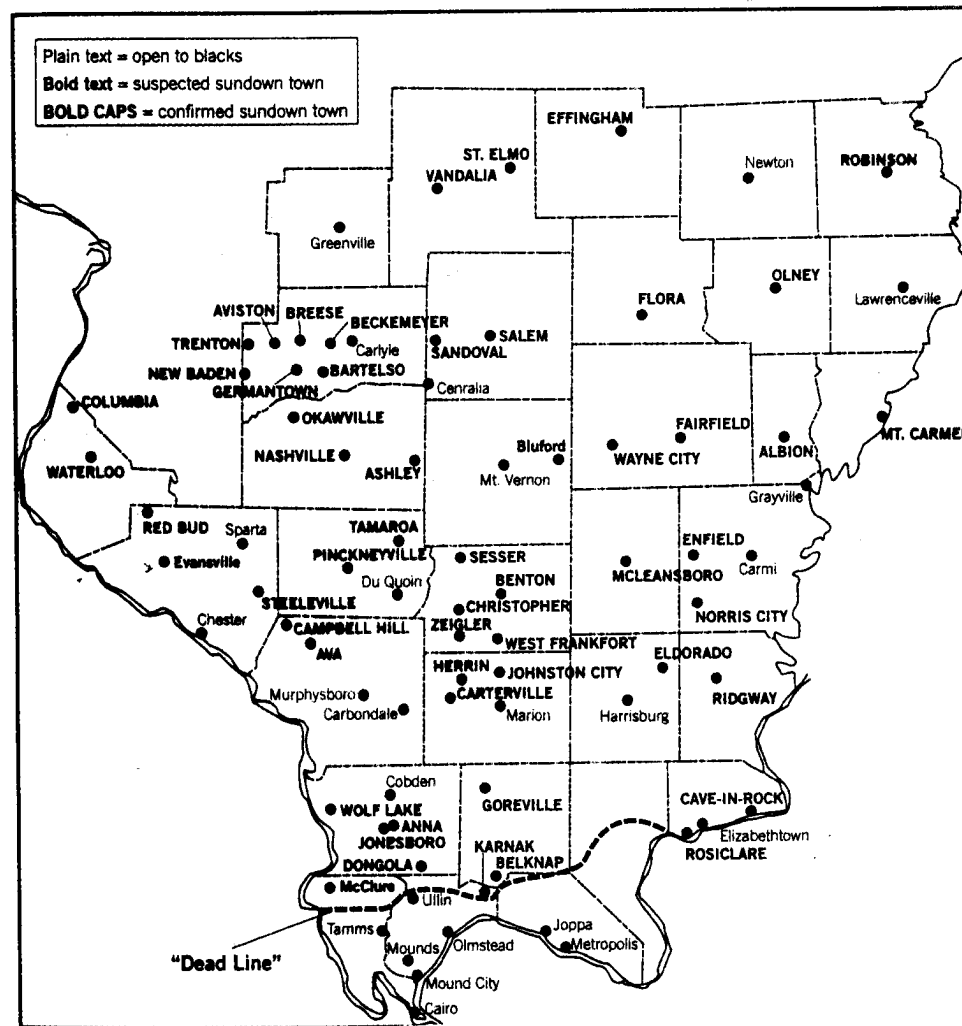 Plain text = open to blacks
Bold text = suspected sundown town
BOLD CAPS = confirmed sundown town
EFFINGHAM
ST. ELMO
VANDALIA
Newton
ROBINSON
Greenville
OLNEY
Lawrenceville
FLORA
AVISTON
BREESE
BECKEMEYER
TRENTON
Carlyle
SANDOVAL
SALEM
NEW BADEN
GERMANTOWN
BARTELSO
Cenralia
COLUMBIA
OKAWVILLE
FAIRFIELD
MT. CARMEL
WATERLOO
NASHVILLE
ASHLEY
Bluford
Mt. Vernon
WAYNE CITY
ALBION
Grayville
RED BUD
Sparta
TAMAROA
Evansville
PINCKNEYVILLE
SESSER
ENFIELD
MCLEANSBORO
Carmi
Du Quoin
BENTON
STEELEVILLE
CHRISTOPHER
NORRIS CITY
Chester
CAMPBELL HILL
ZEIGLER
AVA
WEST FRANKFORT
HERRIN
JOHNSTON CITY
ELDORADO
RIDGWAY
Murphysboro
CARTERVILLE
Carbondale
Marion
Harrisburg
Cobden
GOREVILLE
WOLF LAKE
ANNA
JONESBORO
CAVE-IN-ROCK
Elizabethtown
ROSICLARE
KARNAK
DONGOLA
BELKNAP
McClure
Ullin
Tamms
Olmstead
Joppa
Metropolis
"Dead Line"
Mounds
Mound City
Cairo